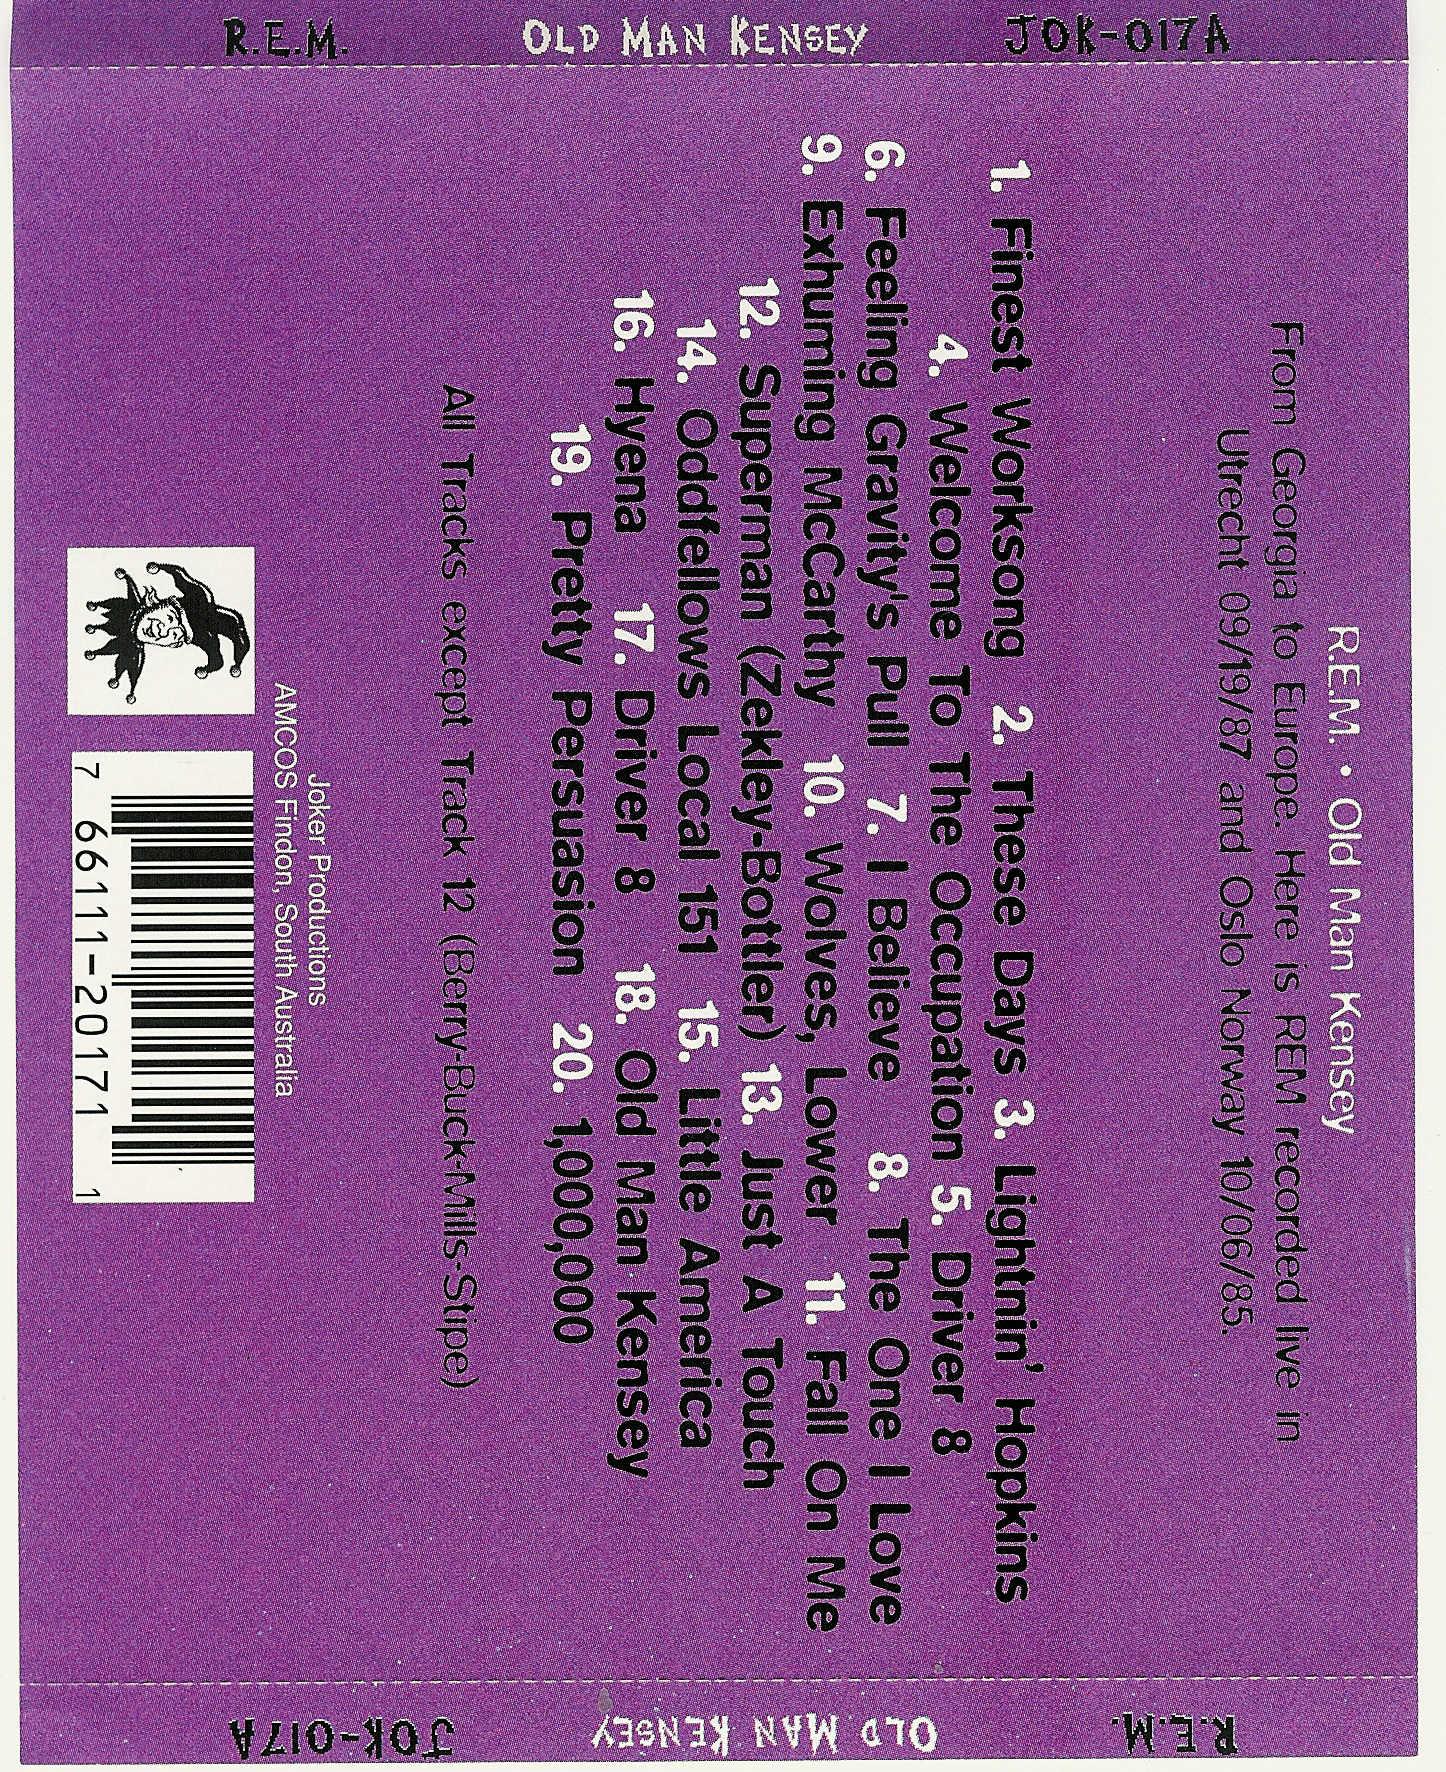 R.E.M. OLD MAN KENSEY JOK-017A
R.E.M. • Old Man Kensey
From Georgia to Europe. Here is REM recorded live in
Utrecht 09/19/87 and Oslo Norway 10/06/85.
1. Finest Worksong 2. These Days 3. Lightnin' Hopkins
4. Welcome To The Occupation 5. Driver 8
6. Feeling Gravity's Pull 7. I Believe 8. The One I Love
9. Exhuming McCarthy 10. Wolves, Lower 11. Fall On Me
12. Superman (Zekley-Bottler) 13. Just A Touch
14. Oddfellows Local 151 15. Little America
16. Hyena 17. Driver 8 18. Old Man Kensey
19. Pretty Persuasion 20. 1,000,000
All Tracks except Track 12 (Berry-Buck-Mills-Stipe)
Joker Productions
AMCOS Findon, South Australia
7 66111-20171 1
R.E.M. OLD MAN KENSEY JOK-017A